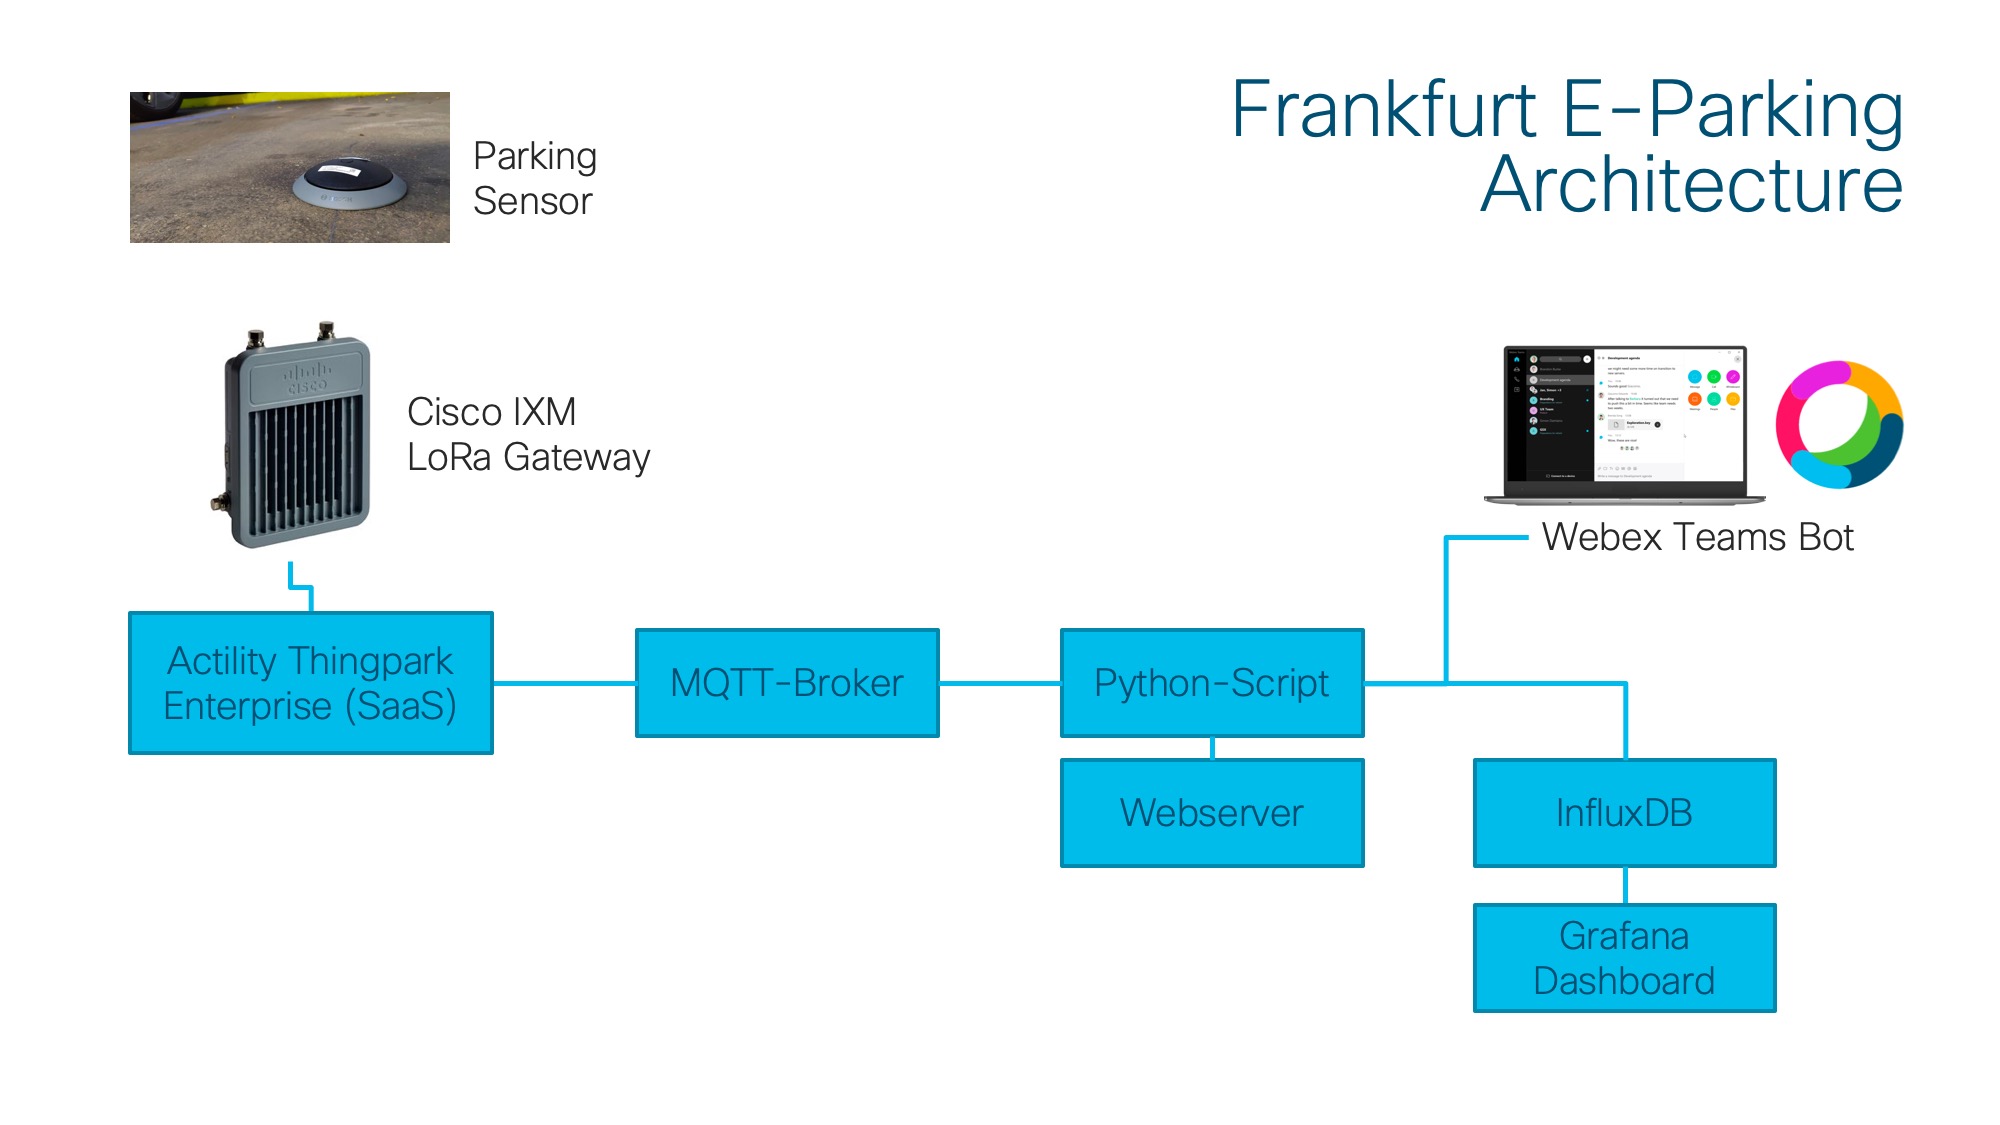 Frankfurt E-Parking
Architecture
Parking
Sensor
CISCO
Cisco IXM
LoRa Gateway
Webex Teams Bot
Actility Thingpark
Enterprise (SaaS)
MQTT-Broker
Python-Script
Webserver
InfluxDB
Grafana
Dashboard